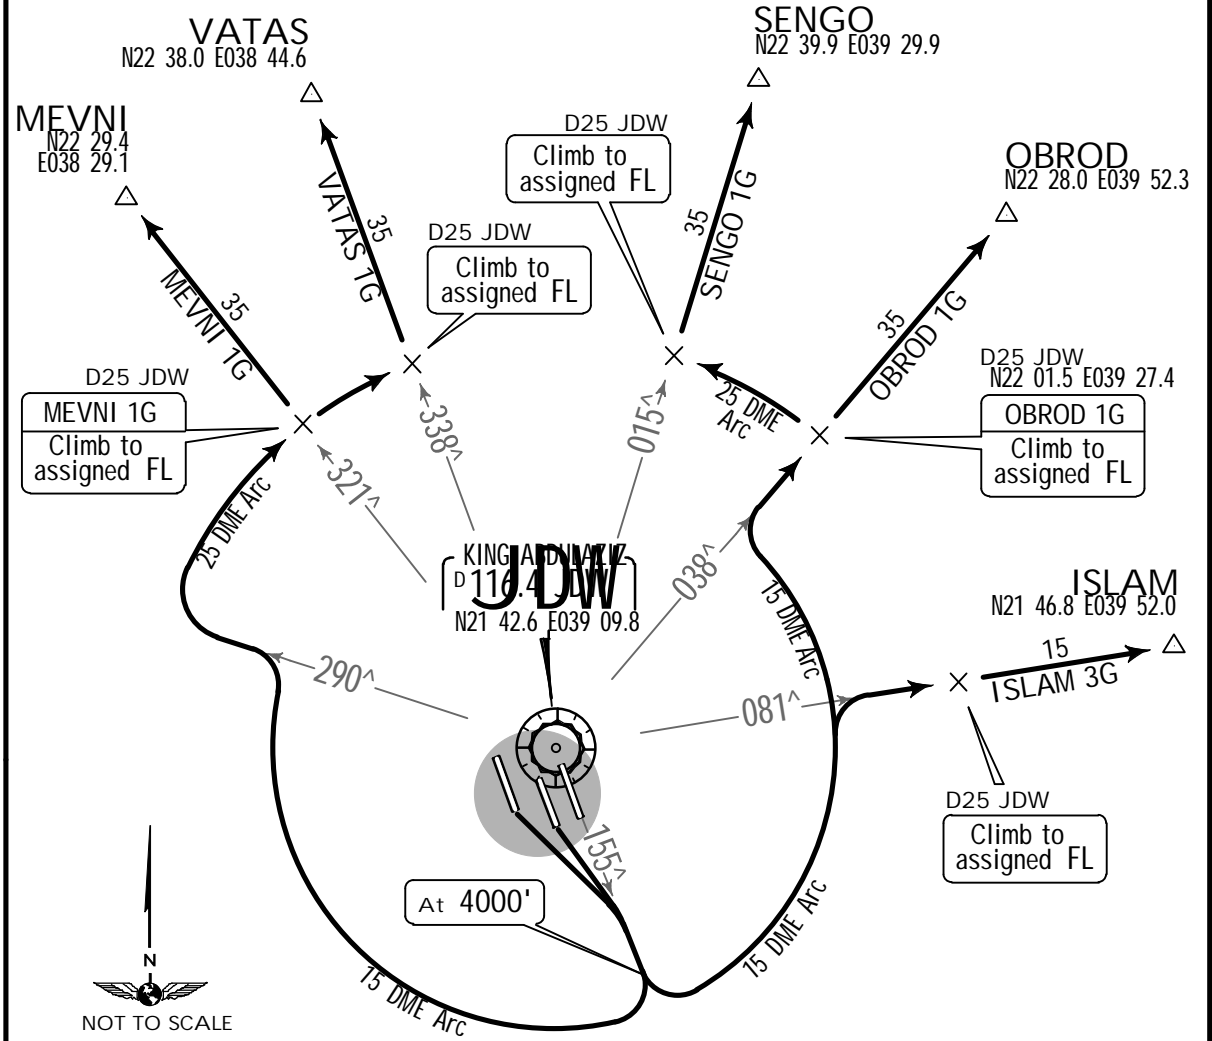 VATAS
N22 38.0 E038 44.6
SENGO
N22 39.9 E039 29.9
MEVNI
N22 29.4
E038 29.1
D25 JDW
Climb to
assigned FL
OBROD
N22 28.0 E039 52.3
35
VATAS 1G
35
SENGO 1G
D25 JDW
Climb to
assigned FL
35
MEVNI 1G
35
OBROD 1G
D25 JDW
MEVNI 1G
Climb to
assigned FL
D25 JDW
N22 01.5 E039 27.4
OBROD 1G
Climb to
assigned FL
25 DME
Arc
338^
015^
321^
25 DME Arc
KING ABDULAZIZ
D 116.4 JDW
JDW
N21 42.6 E039 09.8
038^
15 DME Arc
ISLAM
N21 46.8 E039 52.0
15
ISLAM 3G
290^
081^
D25 JDW
Climb to
assigned FL
155^
At 4000'
15 DME Arc
15 DME Arc
N
NOT TO SCALE